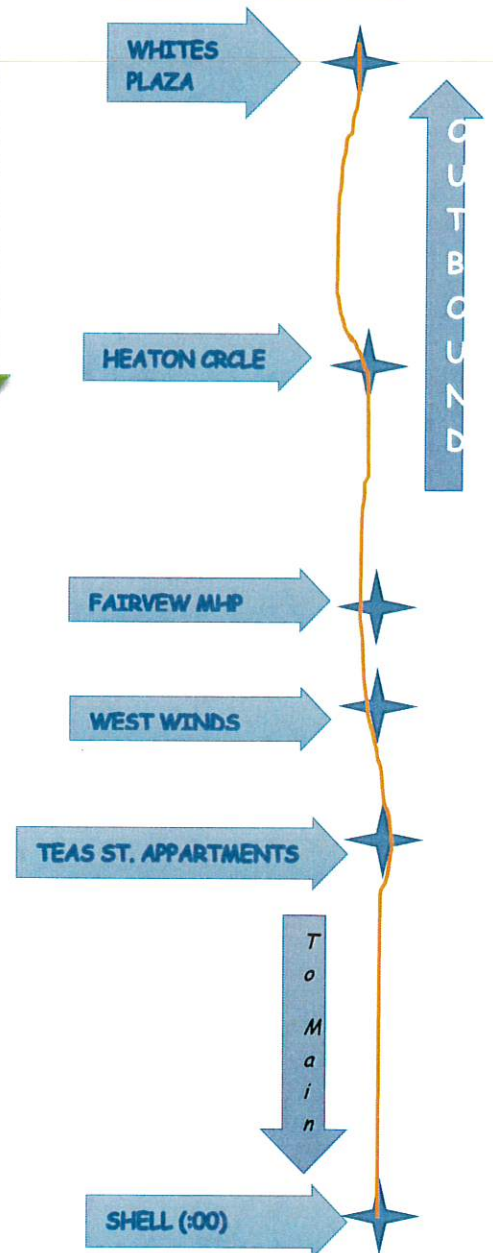 WHITES
PLAZA
OUTBOUND
HEATON CRCLE
FAIRVEW MHP
WEST WINDS
TEAS ST. APPARTMENTS
To Main
SHELL (:00)